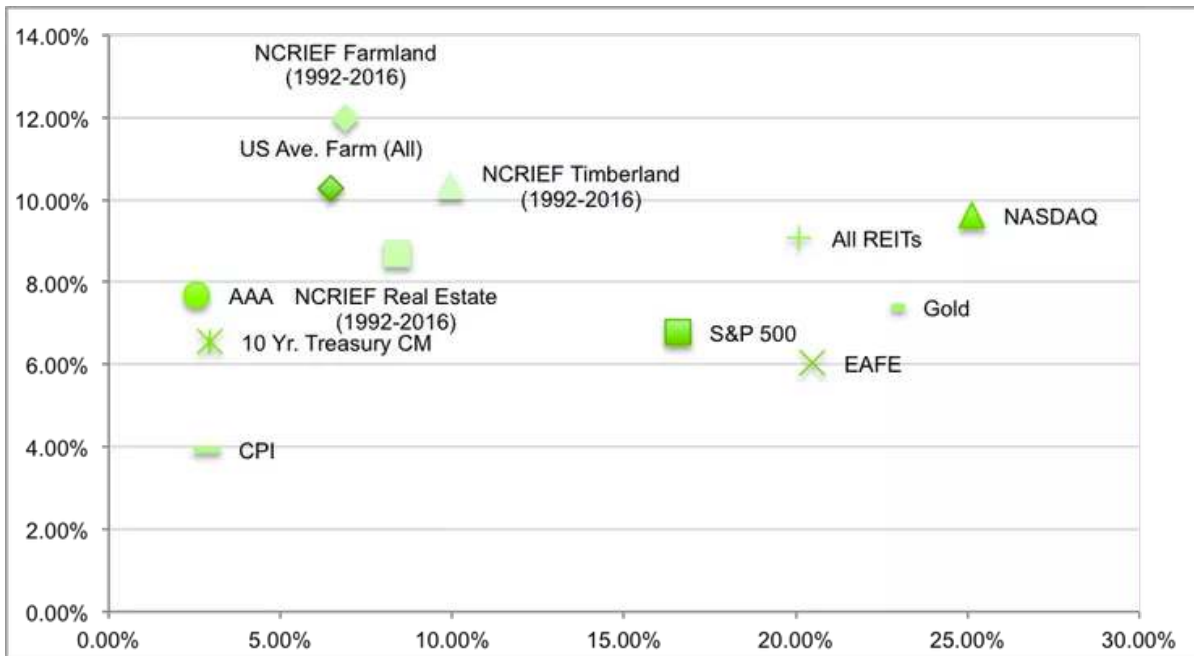 14.00%
NCRIEF Farmland
(1992-2016)
12.00%
US Ave. Farm (All)
NCRIEF Timberland
(1992-2016)
10.00%
NASDAQ
All REITs
8.00%
AAA
NCRIEF Real Estate
(1992-2016)
Gold
10 Yr. Treasury CM
S&P 500
6.00%
EAFE
4.00%
CPI
2.00%
0.00%
0.00% 5.00% 10.00% 15.00% 20.00% 25.00% 30.00%